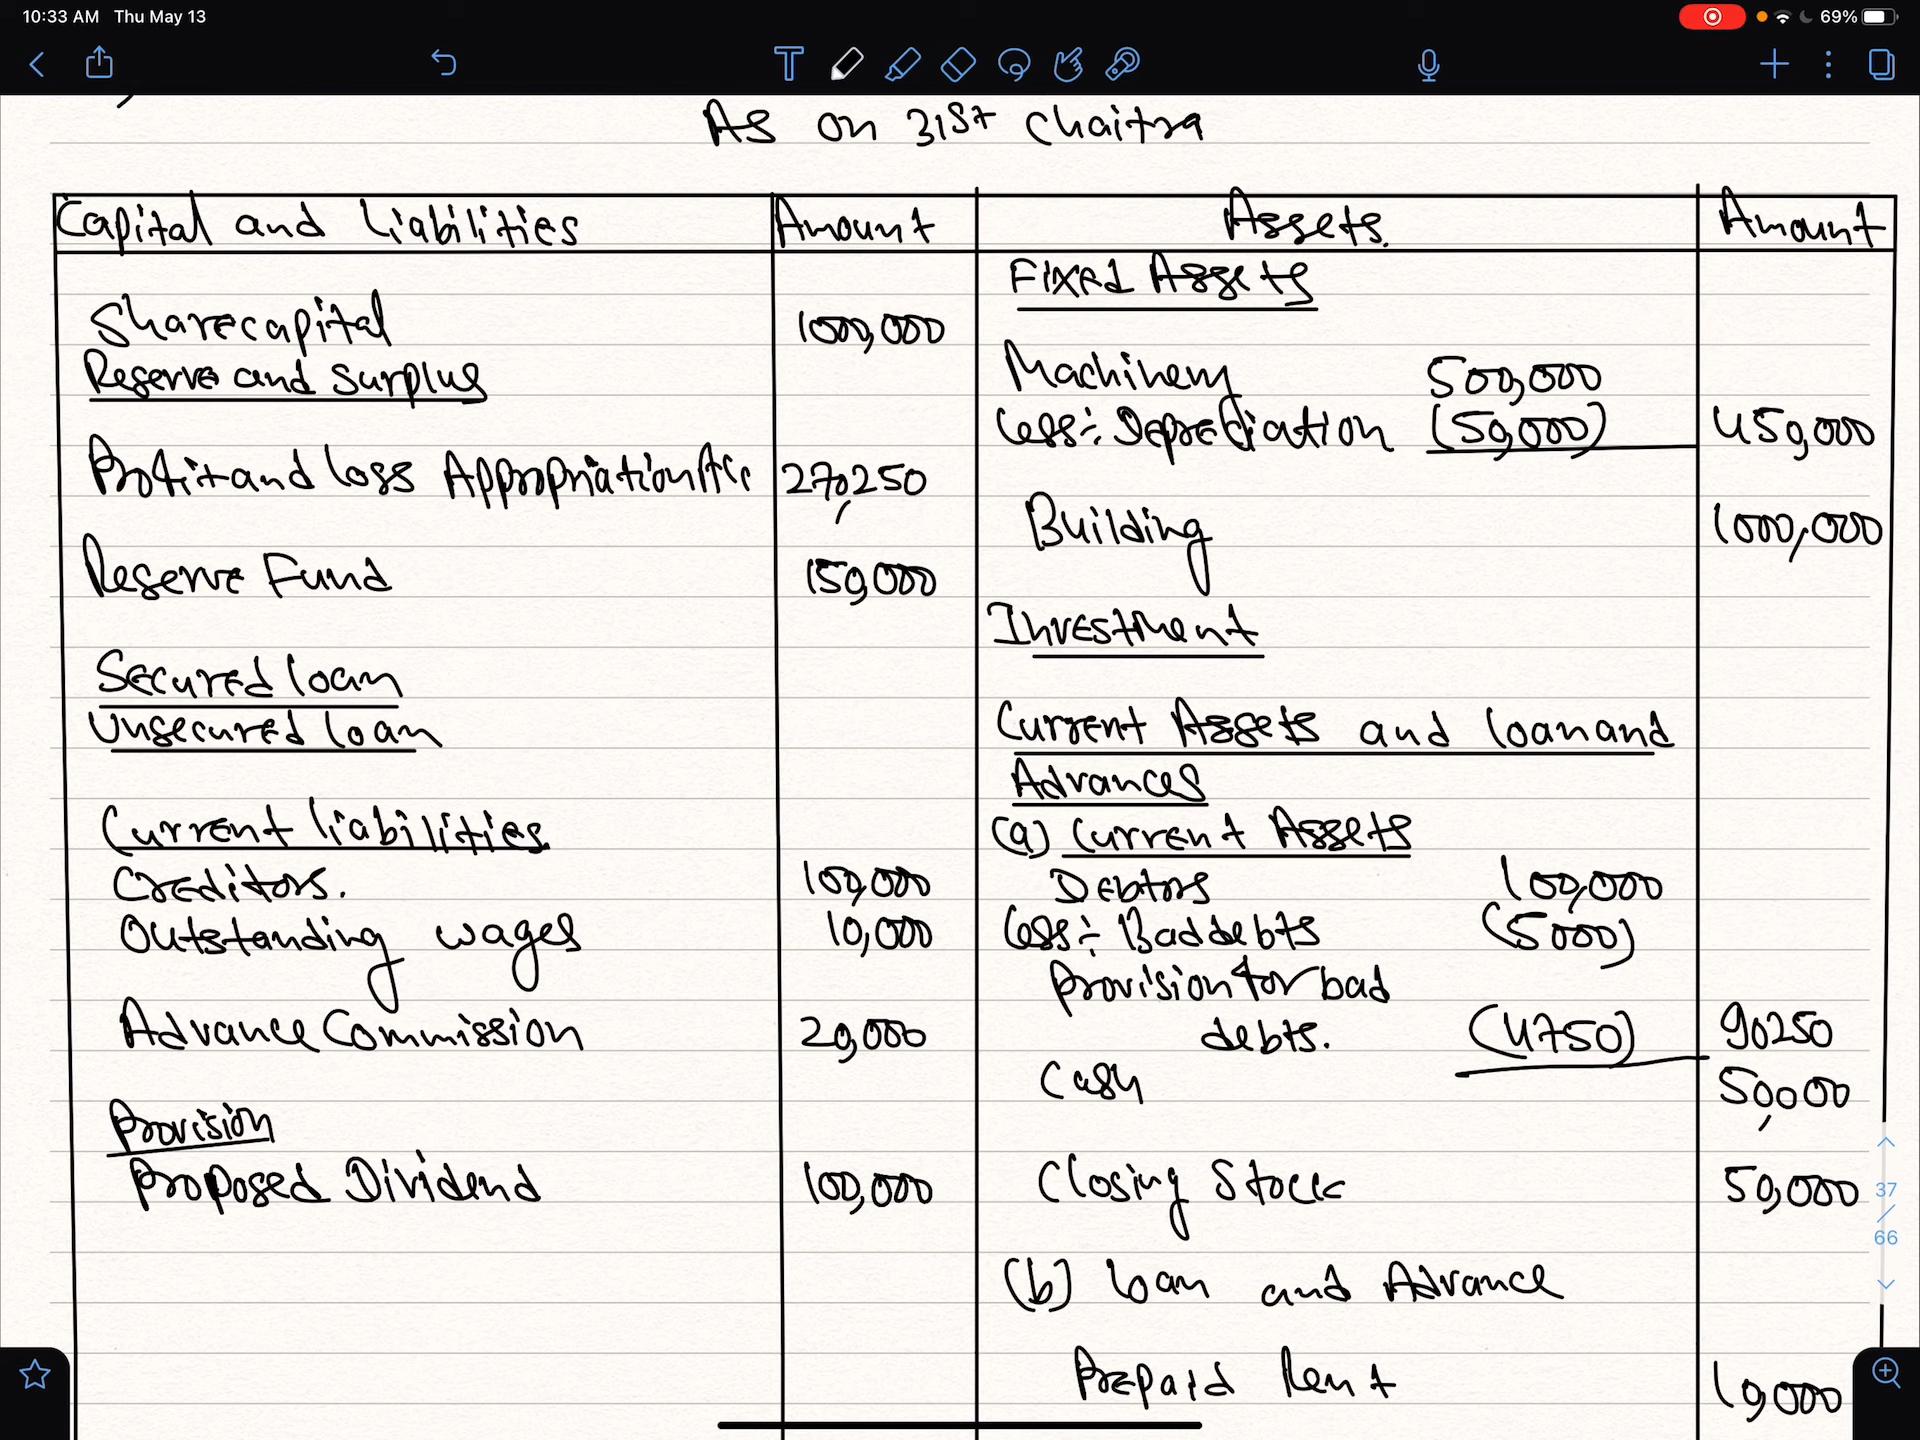 10:33 AM Thu May 13
69%
As on 31st chaitra
Capital and Liabilities Amount Assets. Amount
Fixed Assets
Sharecapital 1000,000
Reserve and surplus
Machinery 500,000
Less:- Depreciation (50,000) 450,000
Profit and loss Appropriation A/c 270,250
Building 1000,000
Reserve Fund 150,000
Investment
Secured loan
Unsecured loan
Current Assets and loan and
Advances
Current liabilities
(a) Current Assets
Creditors. 100,000
Debtors 100,000
Outstanding wages 10,000
Less:- Bad debts (5000)
Provision for bad
debts. (4750) 90250
Advance Commission 20,000
Cash 50,000
Provision
Proposed Dividend 100,000
Closing Stock 50,000
37
/
66
(b) loan and Advance
Prepaid Rent 10,000